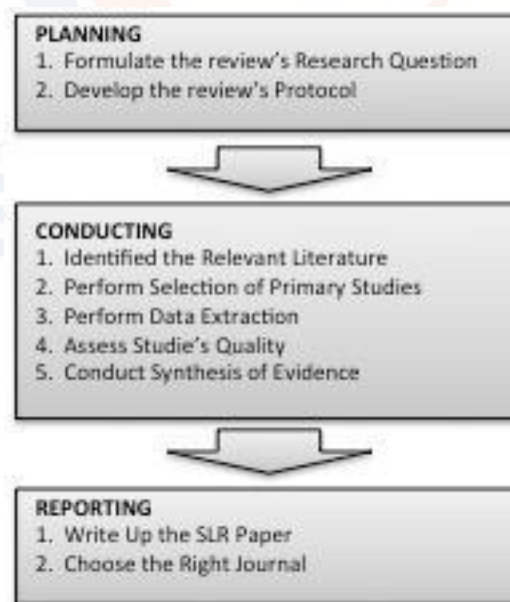 PLANNING
1. Formulate the review's Research Question
2. Develop the review's Protocol
CONDUCTING
1. Identified the Relevant Literature
2. Perform Selection of Primary Studies
3. Perform Data Extraction
4. Assess Studie's Quality
5. Conduct Synthesis of Evidence
REPORTING
1. Write Up the SLR Paper
2. Choose the Right Journal